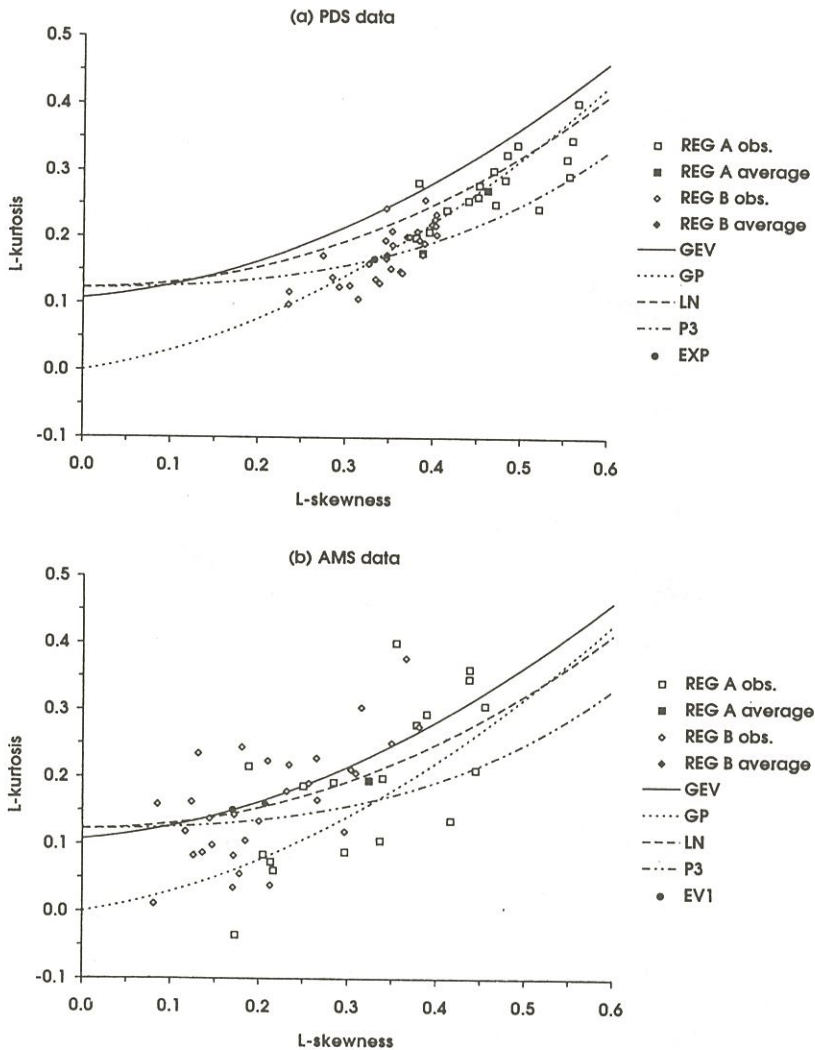 (a) PDS data
0.5
0.4
0.3
0.2
0.1
0.0
-0.1
L-kurtosis
0.0 0.1 0.2 0.3 0.4 0.5 0.6
L-skewness
REG A obs.
REG A average
REG B obs.
REG B average
GEV
GP
LN
P3
EXP
(b) AMS data
0.5
0.4
0.3
0.2
0.1
0.0
-0.1
L-kurtosis
0.0 0.1 0.2 0.3 0.4 0.5 0.6
L-skewness
REG A obs.
REG A average
REG B obs.
REG B average
GEV
GP
LN
P3
EV1